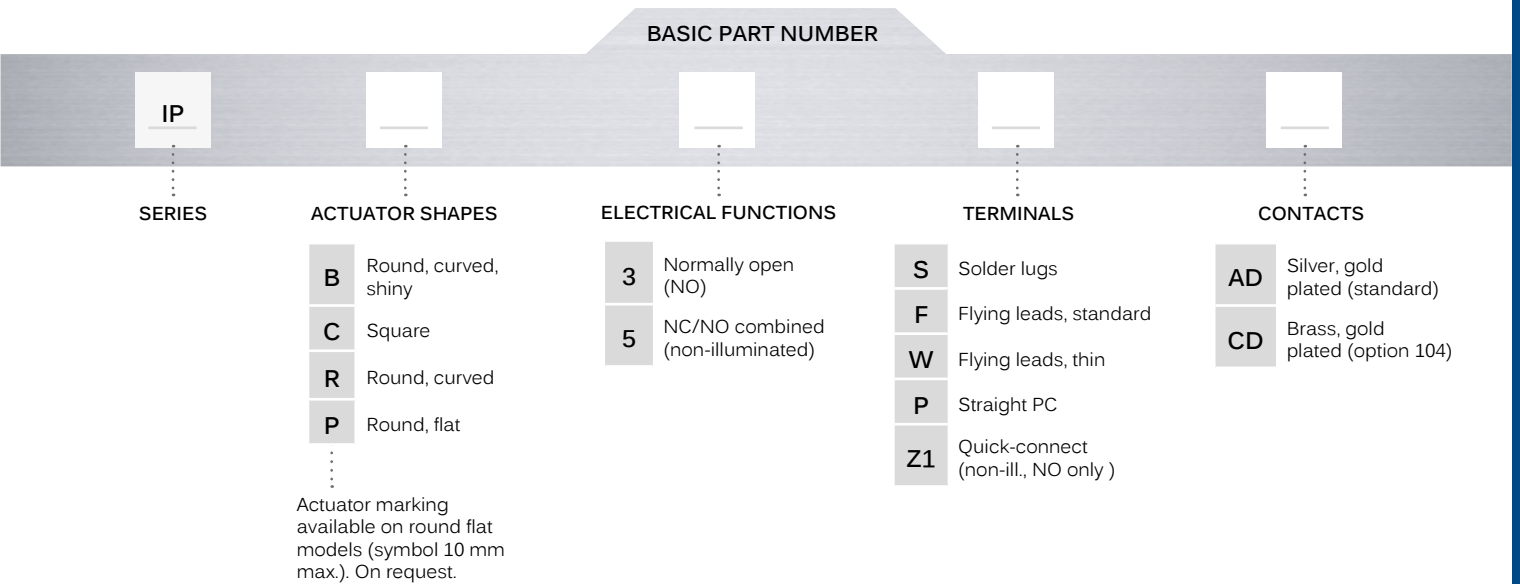 BASIC PART NUMBER
IP
SERIES
ACTUATOR SHAPES
B
Round, curved,
shiny
C
Square
R
Round, curved
P
Round, flat
Actuator marking
available on round flat
models (symbol 10 mm
max.). On request.
ELECTRICAL FUNCTIONS
3
Normally open
(NO)
5
NC/NO combined
(non-illuminated)
TERMINALS
S
Solder lugs
F
Flying leads, standard
W
Flying leads, thin
P
Straight PC
Z1
Quick-connect
(non-ill., NO only )
CONTACTS
AD
Silver, gold
plated (standard)
CD
Brass, gold
plated (option 104)